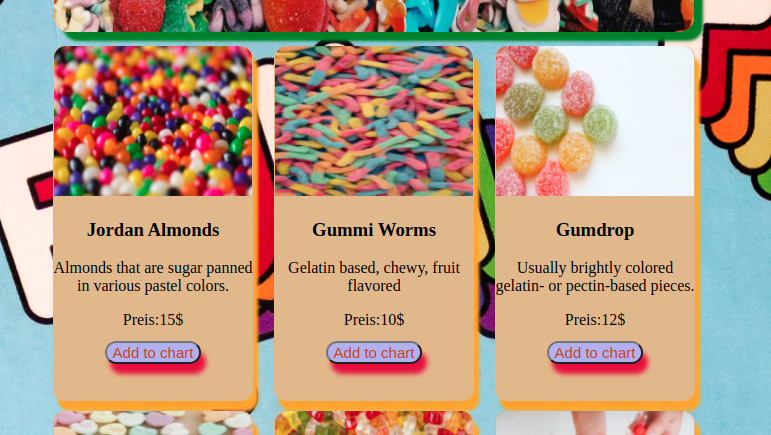 Jordan Almonds
Almonds that are sugar panned
in various pastel colors.
Preis:15$
Add to chart
Gummi Worms
Gelatin based, chewy, fruit
flavored
Preis:10$
Add to chart
Gumdrop
Usually brightly colored
gelatin- or pectin-based pieces.
Preis:12$
Add to chart